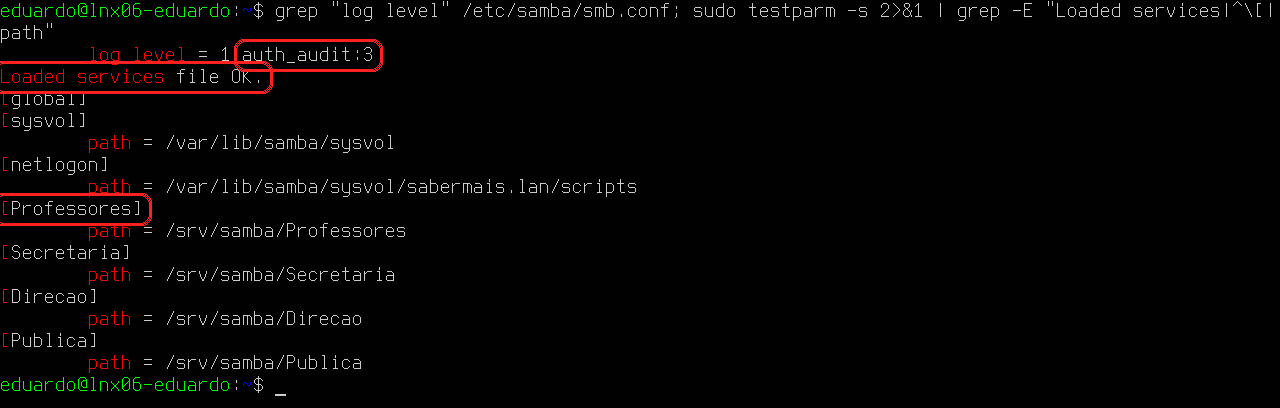 eduardo@lnx06-eduardo:~$ grep "log level" /etc/samba/smb.conf; sudo testparm -s 2>&1 | grep -E "Loaded services|^\[|
path"
log level = 1 auth_audit:3
Loaded services file OK.
[global]
[sysvol]
path = /var/lib/samba/sysvol
[netlogon]
path = /var/lib/samba/sysvol/sabermais.lan/scripts
[Professores]
path = /srv/samba/Professores
[Secretaria]
path = /srv/samba/Secretaria
[Direcao]
path = /srv/samba/Direcao
[Publica]
path = /srv/samba/Publica
eduardo@lnx06-eduardo:~$ _